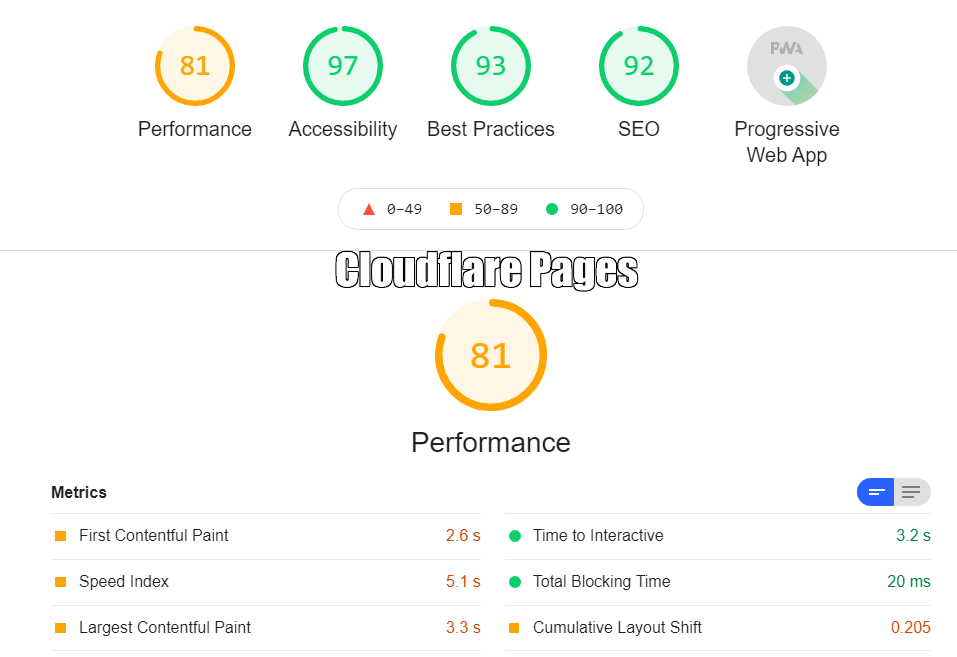 81 97 93 92 PWA
Performance Accessibility Best Practices SEO Progressive
Web App
0–49 50–89 90–100
Cloudflare Pages
81
Performance
Metrics
First Contentful Paint 2.6 s
Time to Interactive 3.2 s
Speed Index 5.1 s
Total Blocking Time 20 ms
Largest Contentful Paint 3.3 s
Cumulative Layout Shift 0.205